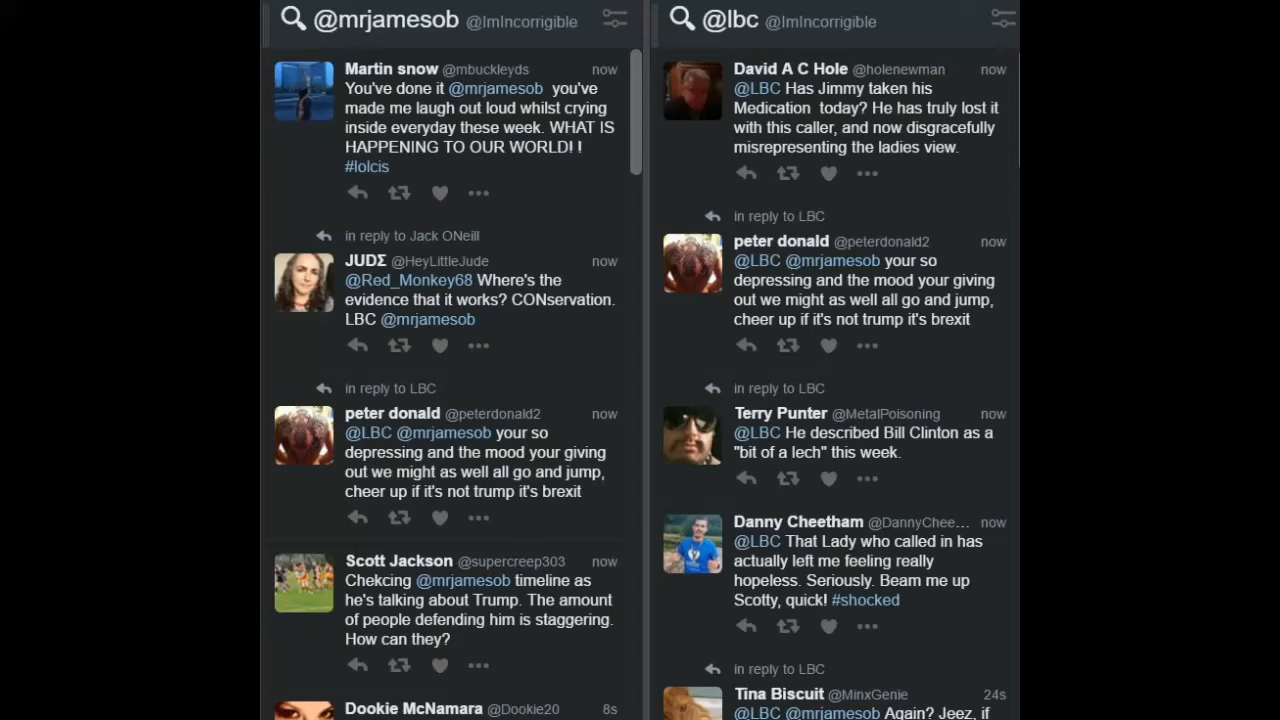 @mrjamesob @ImIncorrigible
Martin snow @mbuckleyds now
You've done it @mrjamesob you've
made me laugh out loud whilst crying
inside everyday these week. WHAT IS
HAPPENING TO OUR WORLD! !
#lolcis
in reply to Jack ONeill
JUDΣ @HeyLittleJude now
@Red_Monkey68 Where's the
evidence that it works? CONservation.
LBC @mrjamesob
in reply to LBC
peter donald @peterdonald2 now
@LBC @mrjamesob your so
depressing and the mood your giving
out we might as well all go and jump,
cheer up if it's not trump it's brexit
Scott Jackson @supercreep303 now
Chekcing @mrjamesob timeline as
he's talking about Trump. The amount
of people defending him is staggering.
How can they?
Dookie McNamara @Dookie20 8s
@lbc @ImIncorrigible
David A C Hole @holenewman now
@LBC Has Jimmy taken his
Medication today? He has truly lost it
with this caller, and now disgracefully
misrepresenting the ladies view.
in reply to LBC
peter donald @peterdonald2 now
@LBC @mrjamesob your so
depressing and the mood your giving
out we might as well all go and jump,
cheer up if it's not trump it's brexit
in reply to LBC
Terry Punter @MetalPoisoning now
@LBC He described Bill Clinton as a
"bit of a lech" this week.
Danny Cheetham @DannyChee... now
@LBC That Lady who called in has
actually left me feeling really
hopeless. Seriously. Beam me up
Scotty, quick! #shocked
in reply to LBC
Tina Biscuit @MinxGenie 24s
@LBC @mrjamesob Again? Jeez, if